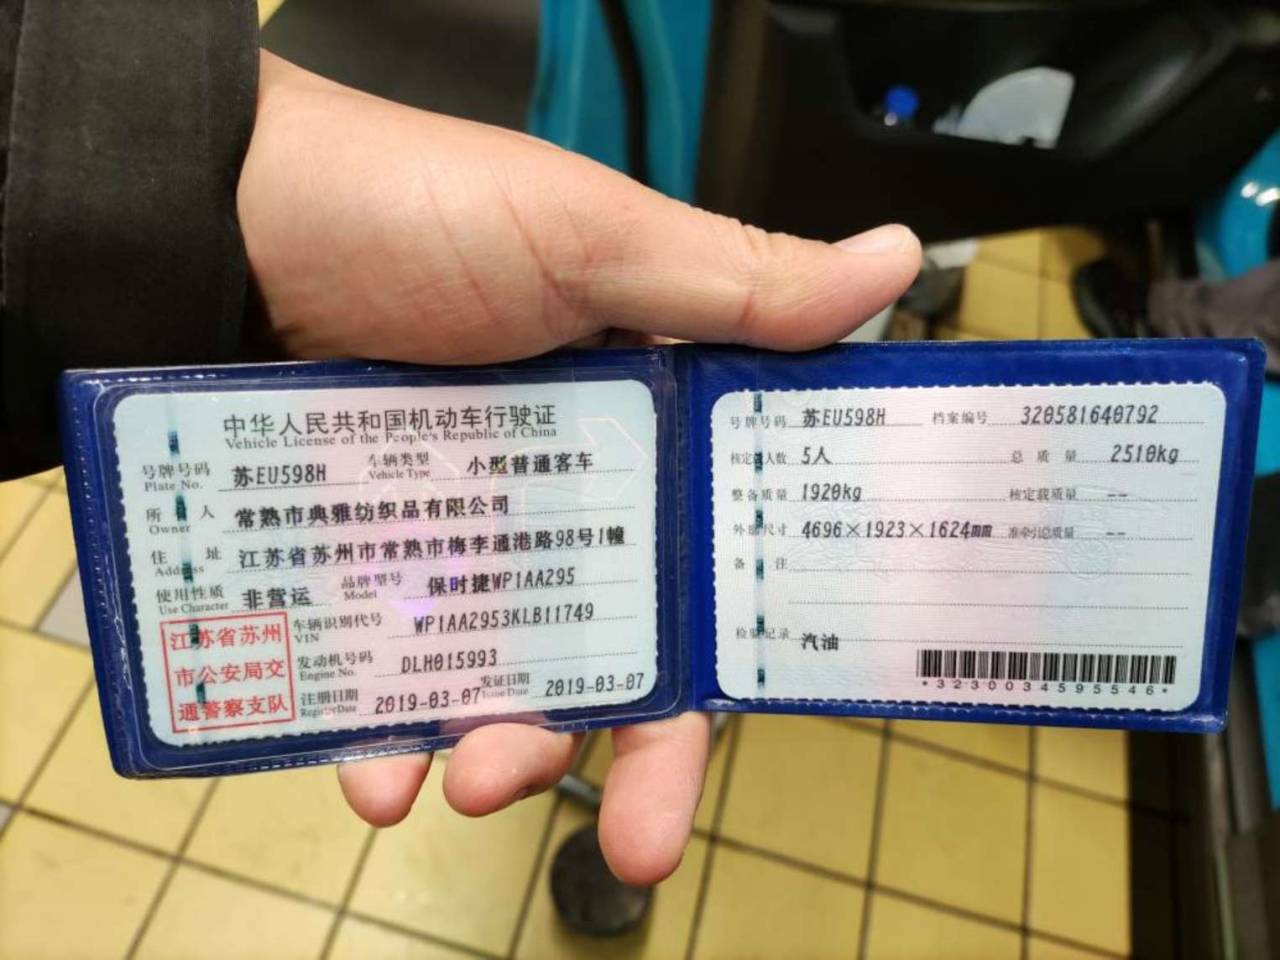 中华人民共和国机动车行驶证
Vehicle License of the People's Republic of China
号牌号码 苏EU598H 车辆类型 小型普通客车
Plate No. Vehicle Type
所 人 常熟市典雅纺织品有限公司
Owner
住 址 江苏省苏州市常熟市梅李通港路98号1幢
Address
使用性质 非营运 品牌型号 保时捷WP1AA295
Use Character Model
江苏省苏州
市公安局交
通警察支队
车辆识别代号 WP1AA2953KLB11749
VIN
发动机号码 DLH015993
Engine No.
注册日期 2019-03-07 发证日期 2019-03-07
Register Date Issue Date
号牌号码 苏EU598H 档案编号 320581640792
核定 人数 5人 总质量 2510kg
整备质量 1920kg 核定载质量 --
外廓尺寸 4696×1923×1624mm 准牵引总质量 --
备 注
检验记录 汽油
*3230034595546*